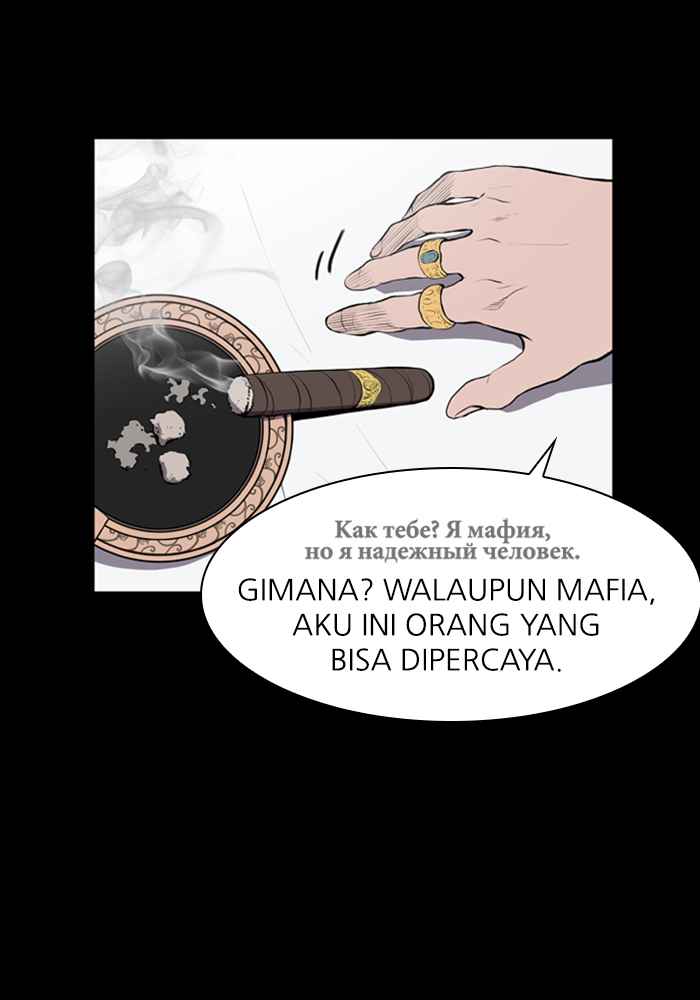 Как тебе? Я мафия,
но я надежный человек.
GIMANA? WALAUPUN MAFIA,
AKU INI ORANG YANG
BISA DIPERCAYA.